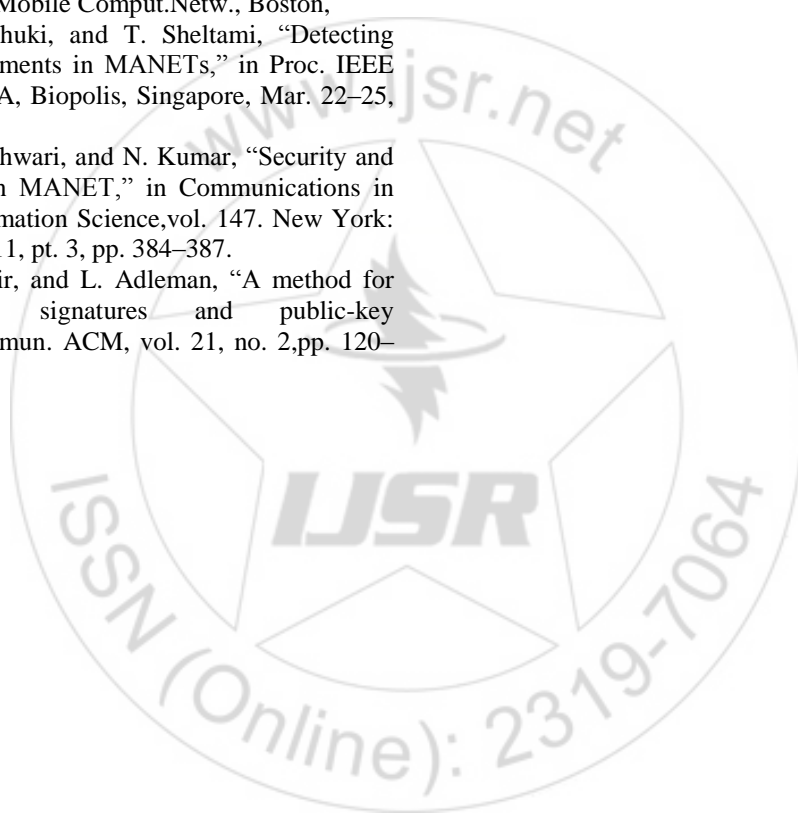 Mobile Comput.Netw., Boston,
huki, and T. Sheltami, “Detecting
ments in MANETs,” in Proc. IEEE
A, Biopolis, Singapore, Mar. 22–25,
hwari, and N. Kumar, “Security and
n MANET,” in Communications in
mation Science,vol. 147. New York:
11, pt. 3, pp. 384–387.
ir, and L. Adleman, “A method for
signatures and public-key
mun. ACM, vol. 21, no. 2,pp. 120–
www.ijsr.net
IJSR
ISSN (Online): 2319-7064